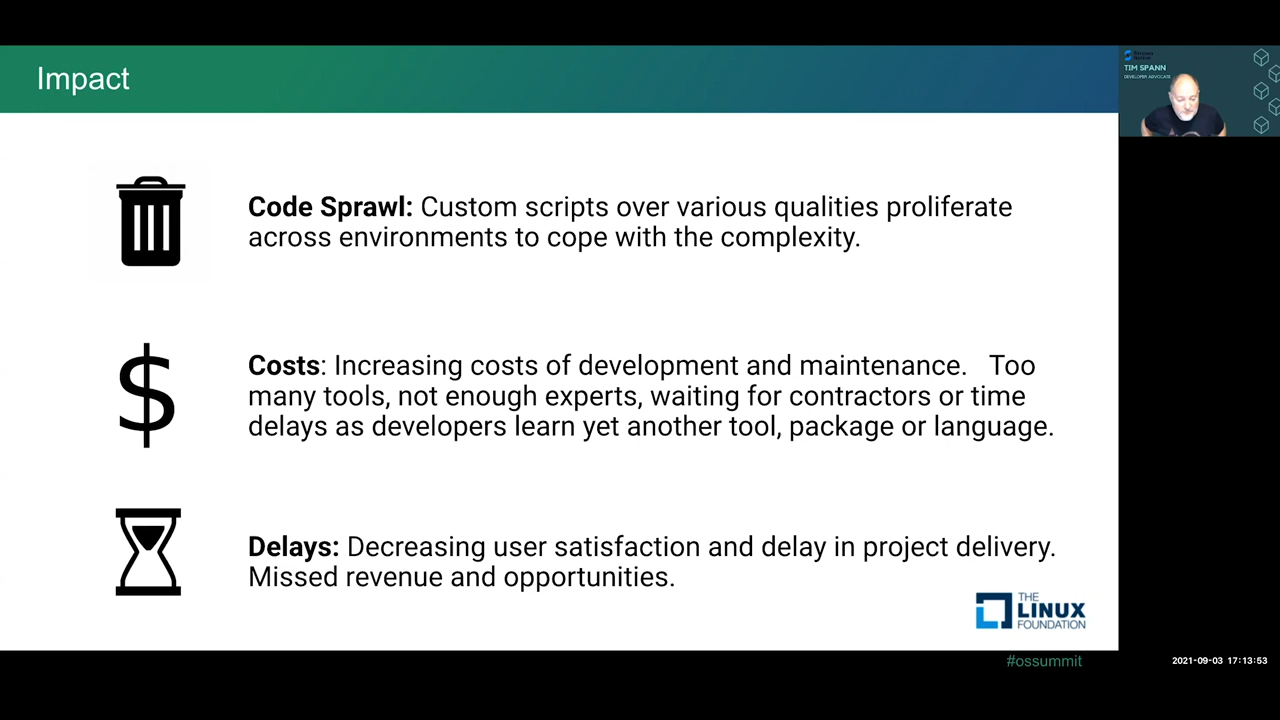 Impact
TIM SPANN
DEVELOPER ADVOCATE
Code Sprawl: Custom scripts over various qualities proliferate
across environments to cope with the complexity.
$
Costs: Increasing costs of development and maintenance.   Too
many tools, not enough experts, waiting for contractors or time
delays as developers learn yet another tool, package or language.
Delays: Decreasing user satisfaction and delay in project delivery.
Missed revenue and opportunities.
THE
LINUX
FOUNDATION
#ossummit
2021-09-03 17:13:53